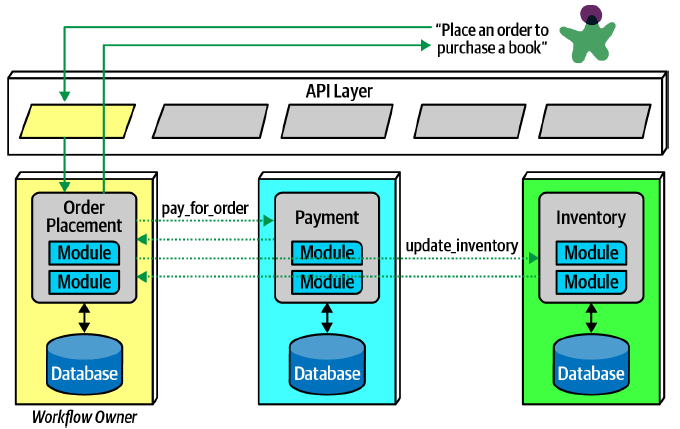 “Place an order to
purchase a book”
API Layer
Order
Placement
Module
Module
Database
Workflow Owner
pay_for_order
Payment
Module
Module
Database
update_inventory
Inventory
Module
Module
Database